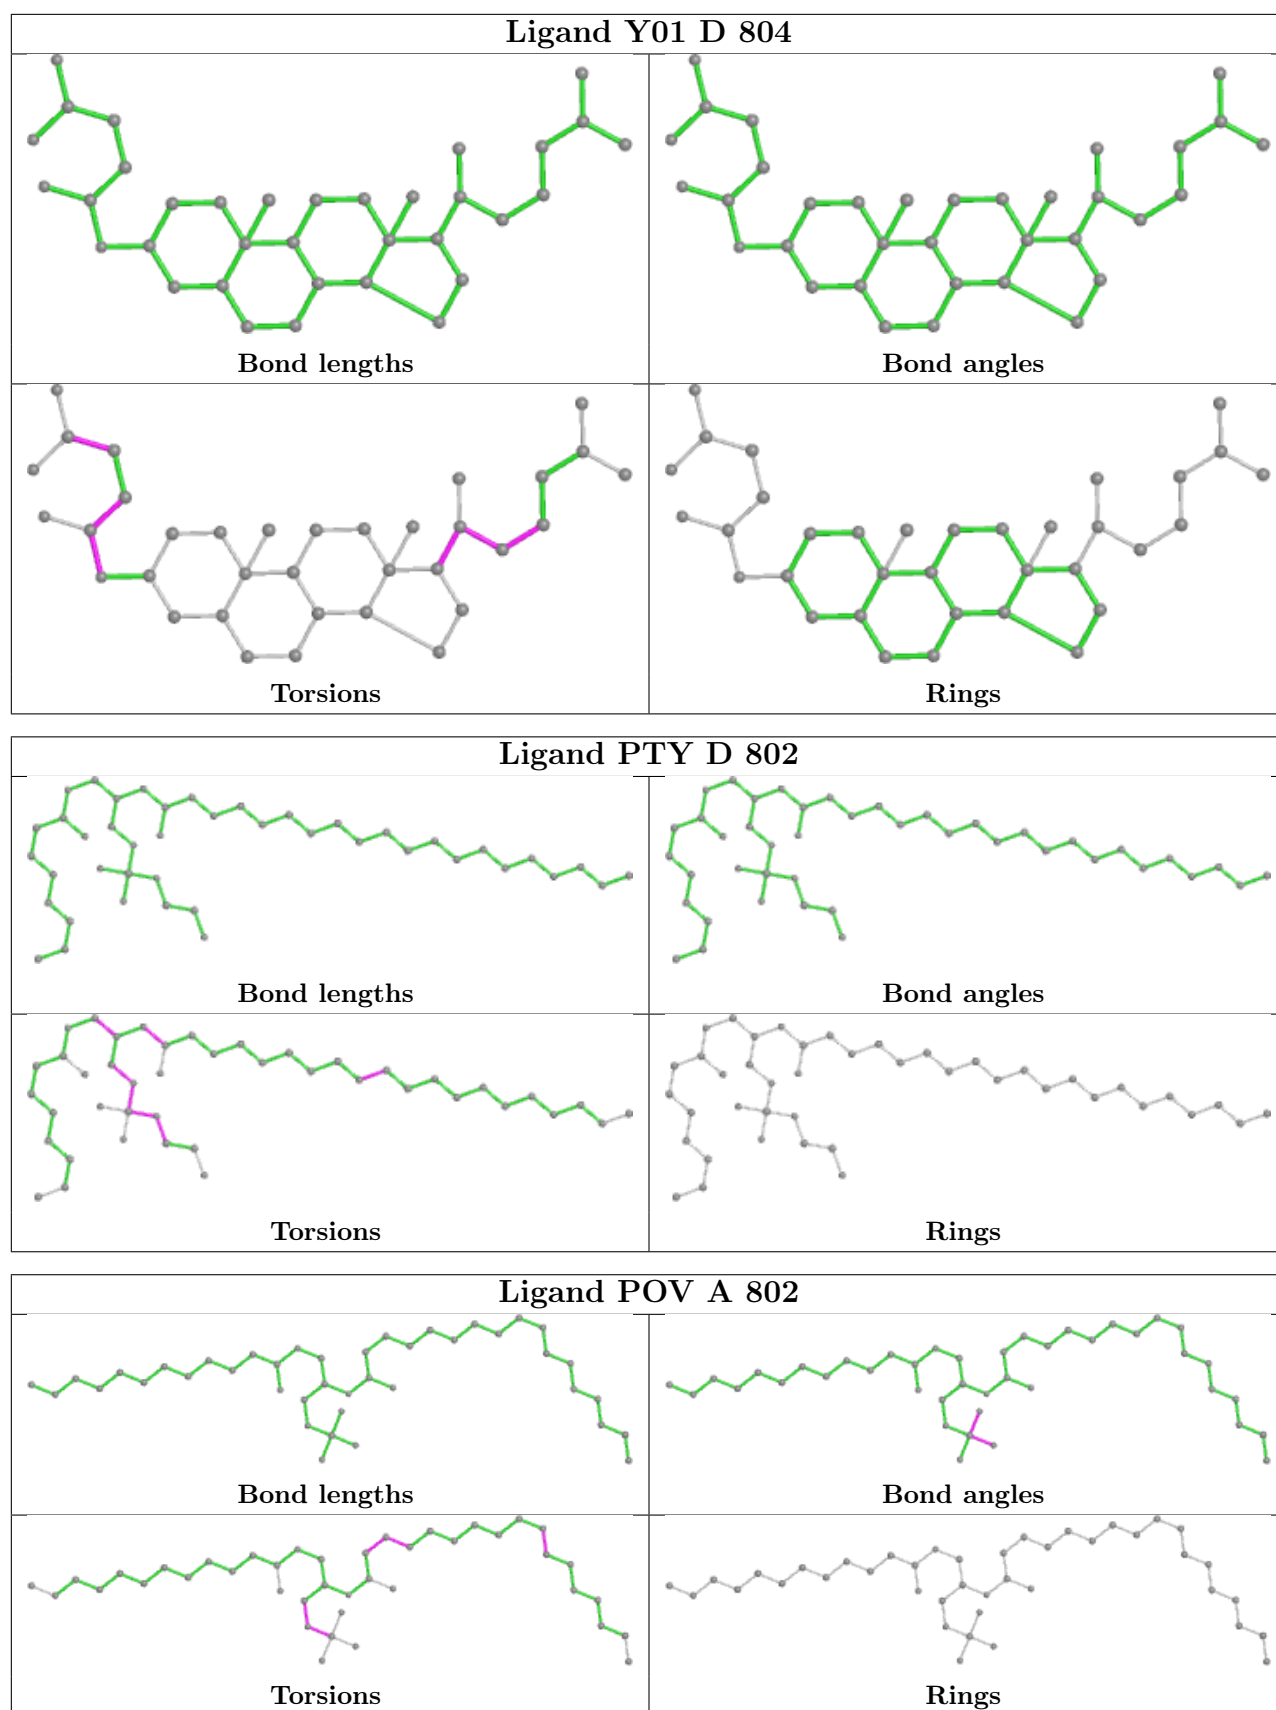 Ligand Y01 D 804
Bond lengths
Bond angles
Torsions
Rings
Ligand PTY D 802
Bond lengths
Bond angles
Torsions
Rings
Ligand POV A 802
Bond lengths
Bond angles
Torsions
Rings